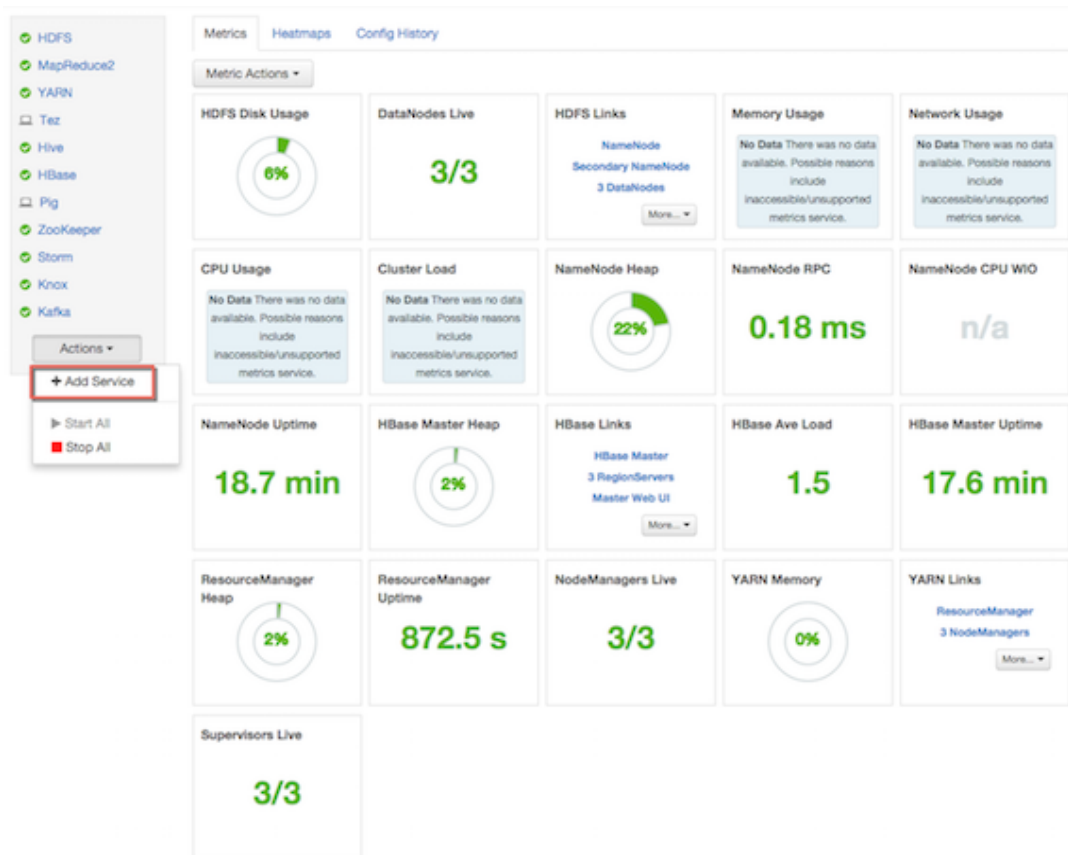 HDFS
MapReduce2
YARN
Tez
Hive
HBase
Pig
ZooKeeper
Storm
Knox
Kafka
Actions
Add Service
Start All
Stop All
Metrics Heatmaps Config History
Metric Actions
HDFS Disk Usage
6%
DataNodes Live
3/3
HDFS Links
NameNode
Secondary NameNode
3 DataNodes
More...
Memory Usage
No Data There was no data
available. Possible reasons
include
inaccessible/unsupported
metrics service.
Network Usage
No Data There was no data
available. Possible reasons
include
inaccessible/unsupported
metrics service.
CPU Usage
No Data There was no data
available. Possible reasons
include
inaccessible/unsupported
metrics service.
Cluster Load
No Data There was no data
available. Possible reasons
include
inaccessible/unsupported
metrics service.
NameNode Heap
22%
NameNode RPC
0.18 ms
NameNode CPU WIO
n/a
NameNode Uptime
18.7 min
HBase Master Heap
2%
HBase Links
HBase Master
3 RegionServers
Master Web UI
More...
HBase Ave Load
1.5
HBase Master Uptime
17.6 min
ResourceManager
Heap
2%
ResourceManager
Uptime
872.5 s
NodeManagers Live
3/3
YARN Memory
0%
YARN Links
ResourceManager
3 NodeManagers
More...
Supervisors Live
3/3